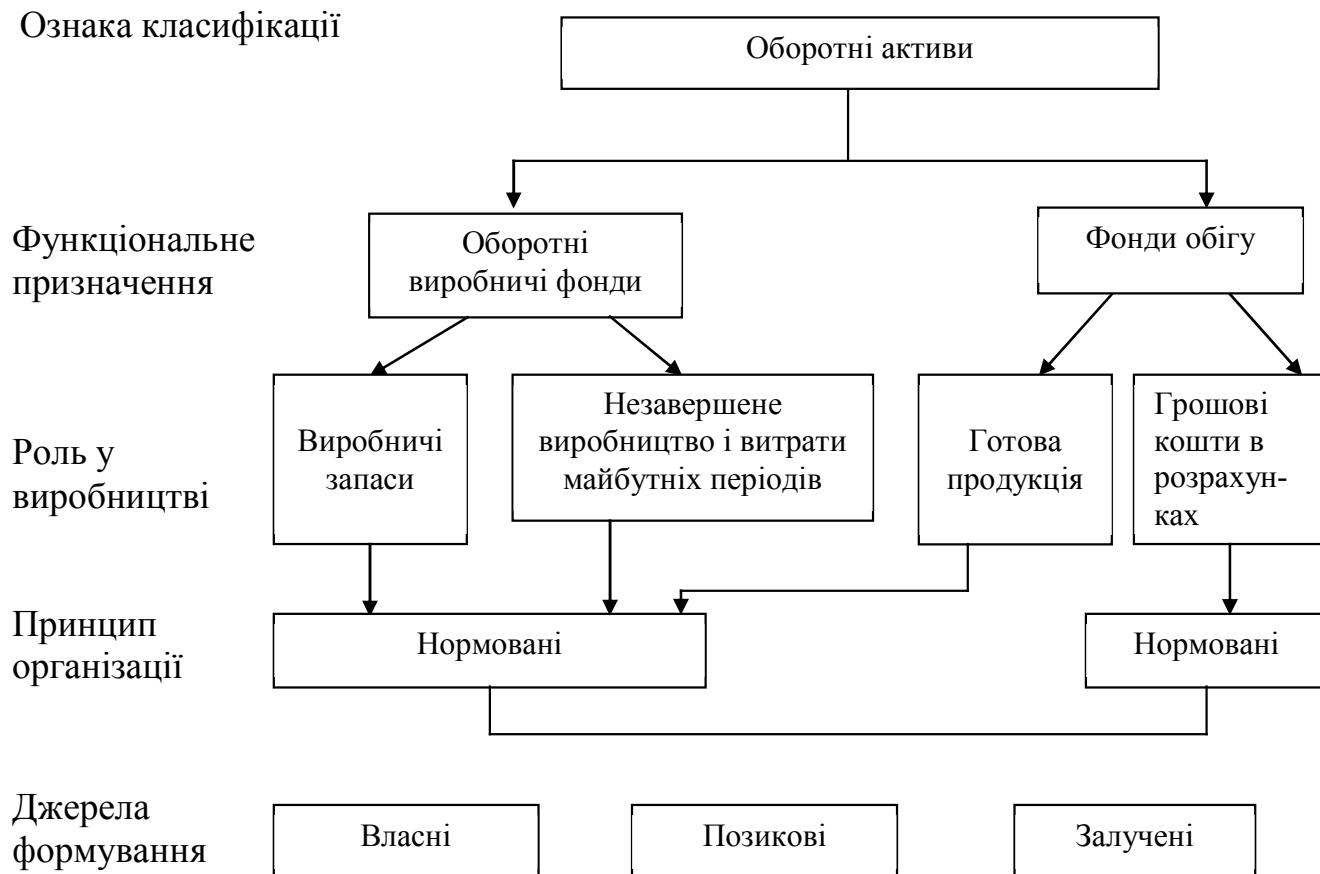 Ознака класифікації
Оборотні активи
Функціональне
призначення
Оборотні
виробничі фонди
Фонди обігу
Роль у
виробництві
Виробничі
запаси
Незавершене
виробництво і витрати
майбутніх періодів
Готова
продукція
Грошові
кошти в
розрахун-
ках
Принцип
організації
Нормовані
Нормовані
Джерела
формування
Власні
Позикові
Залучені